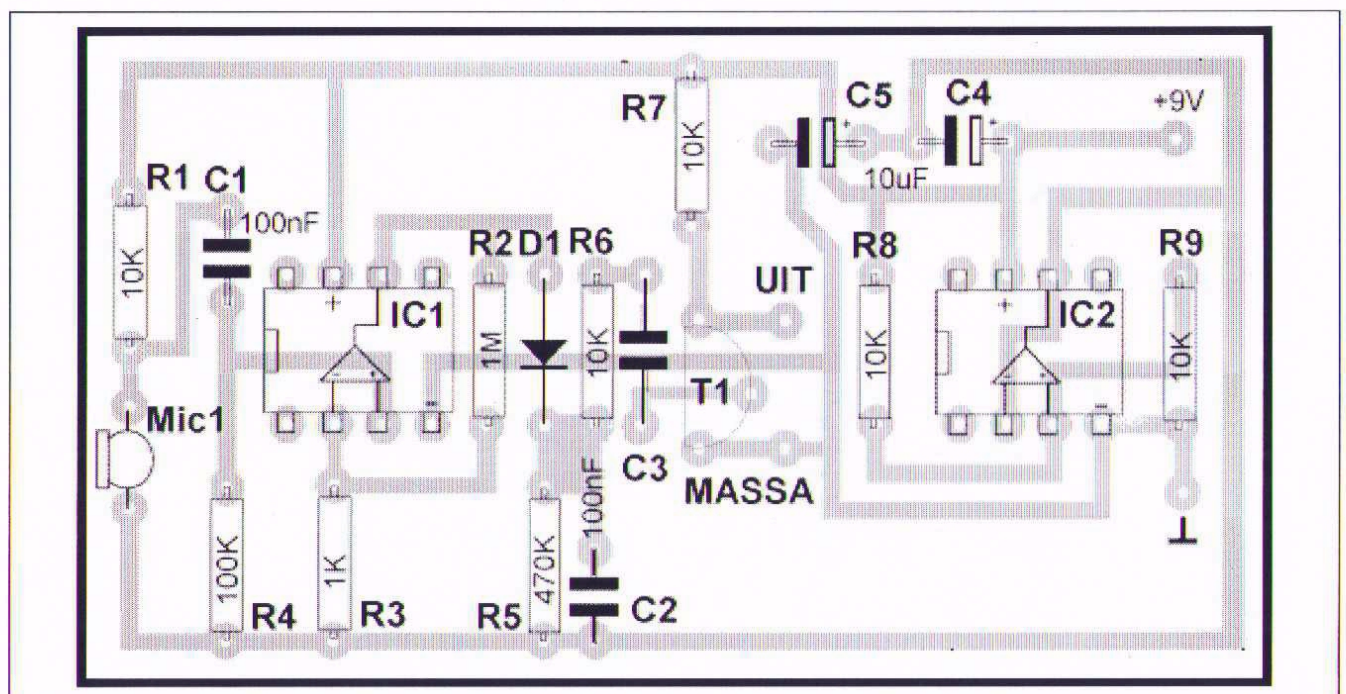 R7
C5
C4
+9V
10K
10uF
R1
C1
100nF
10K
R2
D1
R6
R8
R9
UIT
IC1
IC2
1M
10K
10K
10K
T1
Mic1
C3
MASSA
100nF
100K
1K
470K
R4
R3
R5
C2